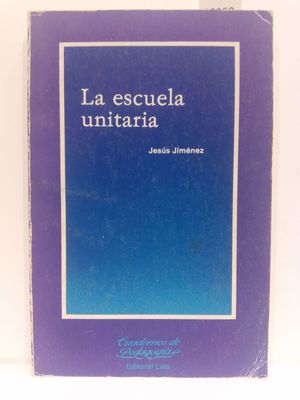 La escuela
unitaria
Jesús Jiménez
Cuadernos de
Pedagogía
Editorial Laia